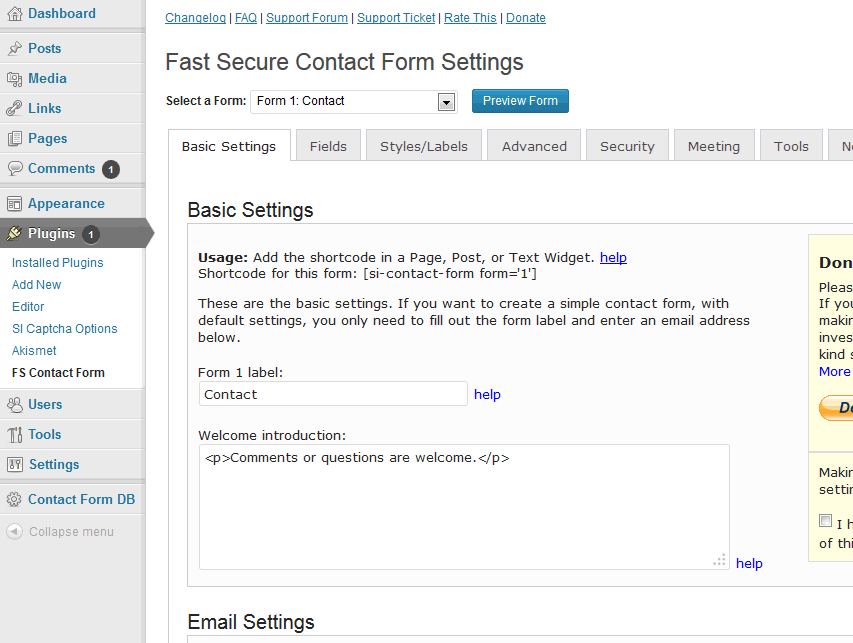 Dashboard
Posts
Media
Links
Pages
Comments 1
Appearance
Plugins 1
Installed Plugins
Add New
Editor
SI Captcha Options
Akismet
FS Contact Form
Users
Tools
Settings
Contact Form DB
Collapse menu
Changelog | FAQ | Support Forum | Support Ticket | Rate This | Donate
Fast Secure Contact Form Settings
Select a Form: Form 1: Contact Preview Form
Basic Settings Fields Styles/Labels Advanced Security Meeting Tools
Basic Settings
Usage: Add the shortcode in a Page, Post, or Text Widget. help
Shortcode for this form: [si-contact-form form='1']
These are the basic settings. If you want to create a simple contact form, with
default settings, you only need to fill out the form label and enter an email address
below.
Form 1 label:
Contact help
Welcome introduction:
<p>Comments or questions are welcome.</p>
help
Email Settings
Don
Pleas
If you
makin
inves
kind s
More
Do
Makin
settin
I h
of thi